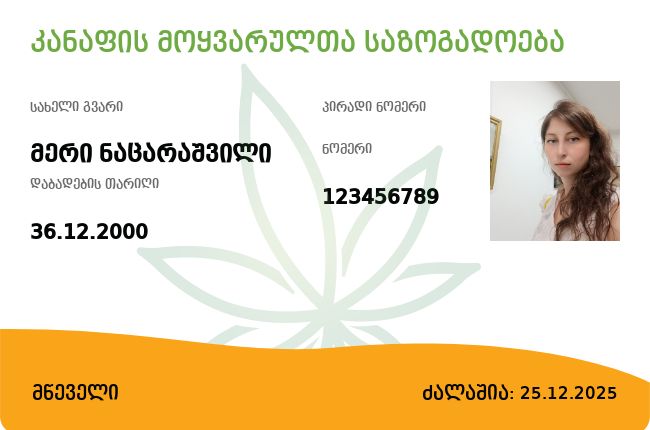 კანაფის მოყვარულთა საზოგადოება
სახელი გვარი
მერი ნაცარაშვილი
დაბადების თარიღი
36.12.2000
პირადი ნომერი
ნომერი
123456789
მწეველი
ძალაშია: 25.12.2025